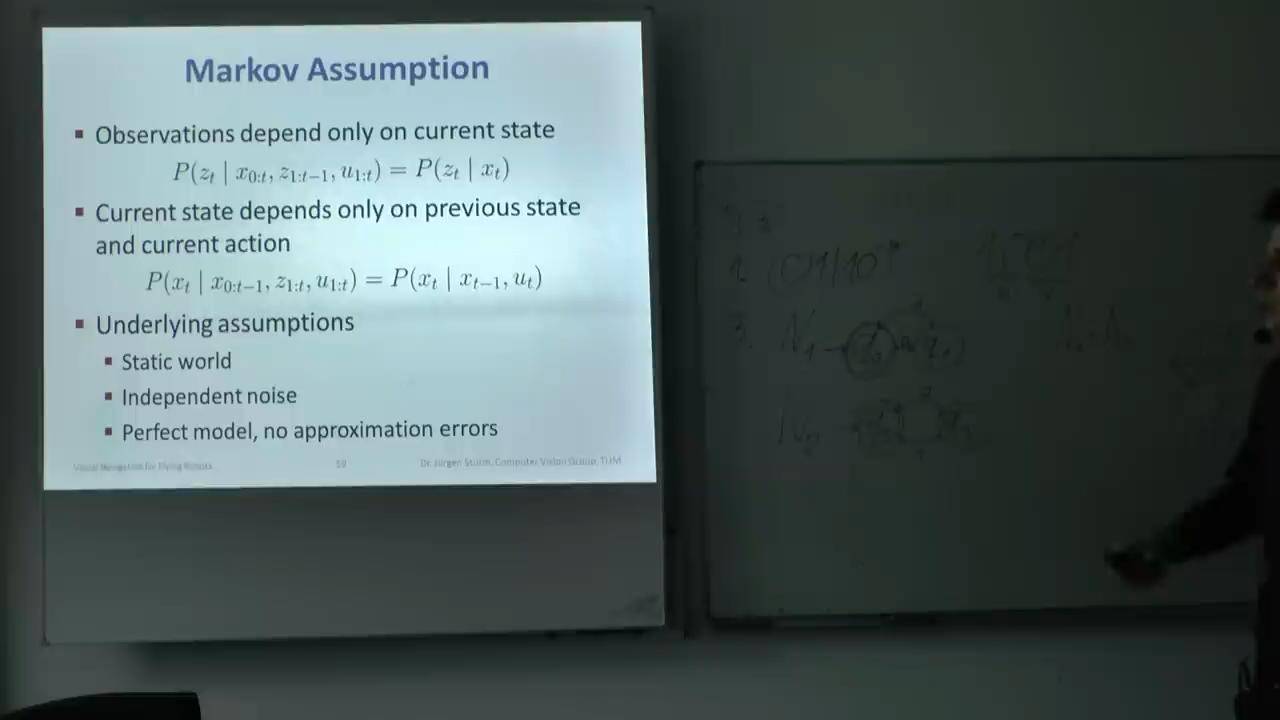 Markov Assumption
▪ Observations depend only on current state
P(z_t | x_{0:t}, z_{1:t−1}, u_{1:t}) = P(z_t | x_t)
▪ Current state depends only on previous state
and current action
P(x_t | x_{0:t−1}, z_{1:t}, u_{1:t}) = P(x_t | x_{t−1}, u_t)
▪ Underlying assumptions
▪ Static world
▪ Independent noise
▪ Perfect model, no approximation errors
Visual Navigation for Flying Robots 59 Dr. Jürgen Sturm, Computer Vision Group, TUM